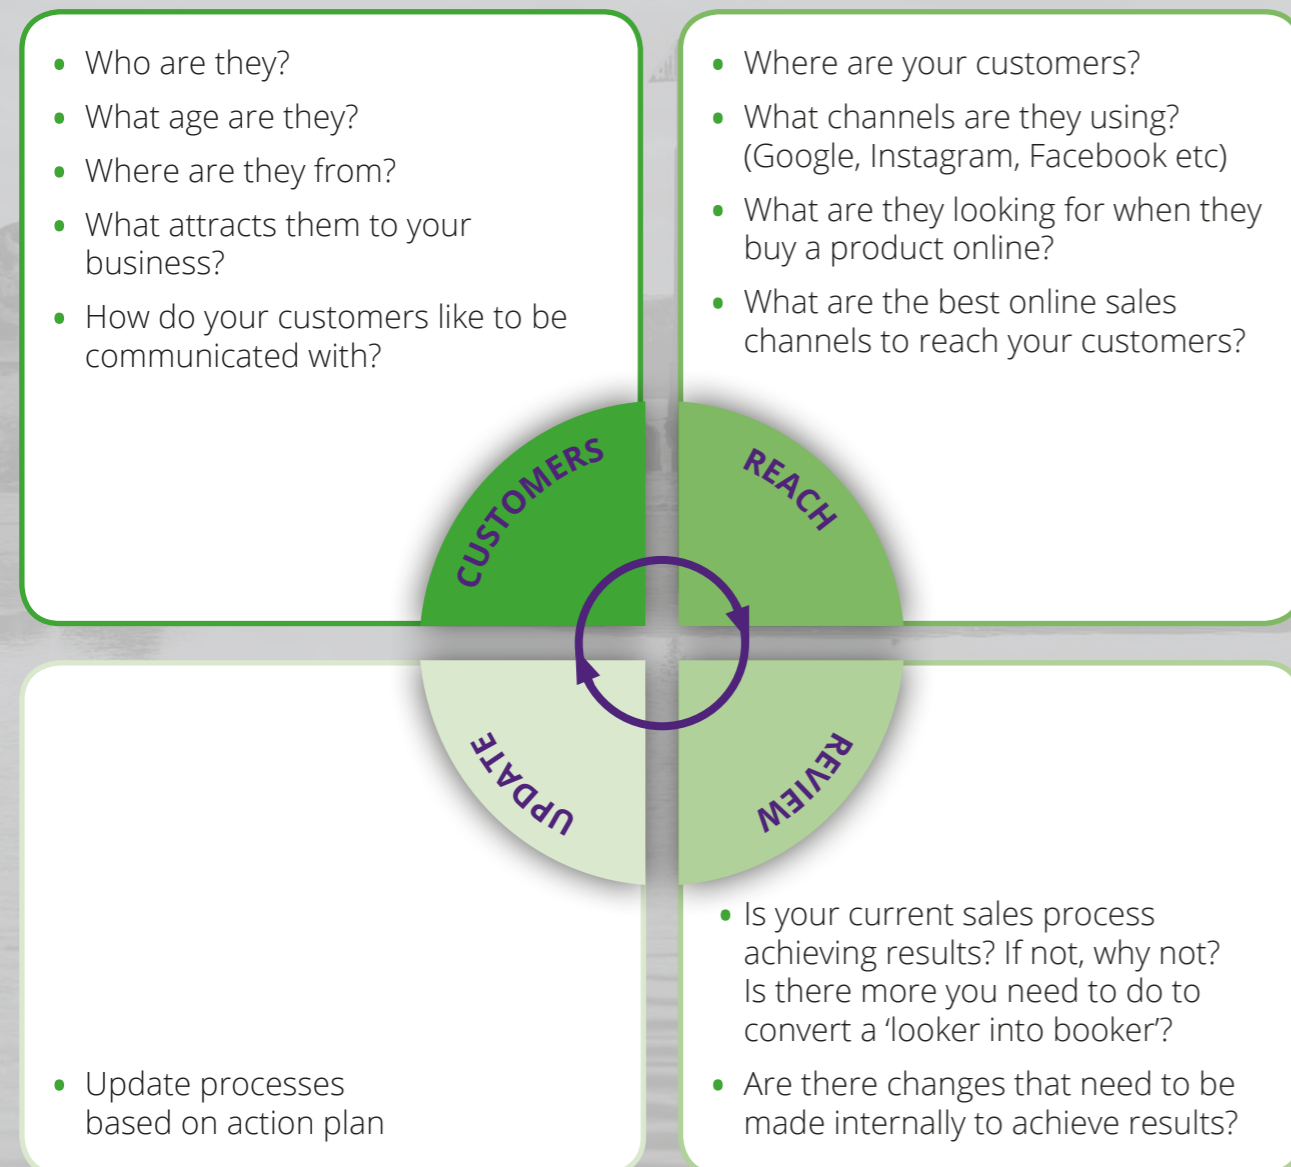 • Who are they?
• What age are they?
• Where are they from?
• What attracts them to your
business?
• How do your customers like to be
communicated with?
CUSTOMERS
• Where are your customers?
• What channels are they using?
(Google, Instagram, Facebook etc)
• What are they looking for when they
buy a product online?
• What are the best online sales
channels to reach your customers?
REACH
REVIEW
• Is your current sales process
achieving results? If not, why not?
Is there more you need to do to
convert a ‘looker into booker’?
• Are there changes that need to be
made internally to achieve results?
UPDATE
• Update processes
based on action plan